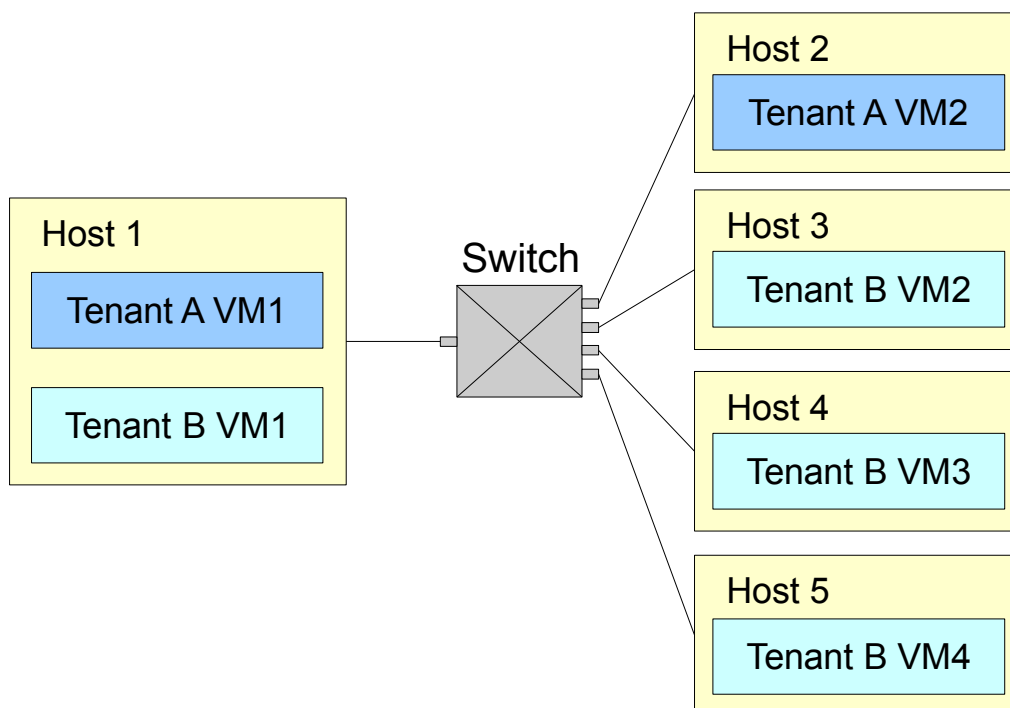 Host 1
Tenant A VM1
Tenant B VM1
Switch
Host 2
Tenant A VM2
Host 3
Tenant B VM2
Host 4
Tenant B VM3
Host 5
Tenant B VM4